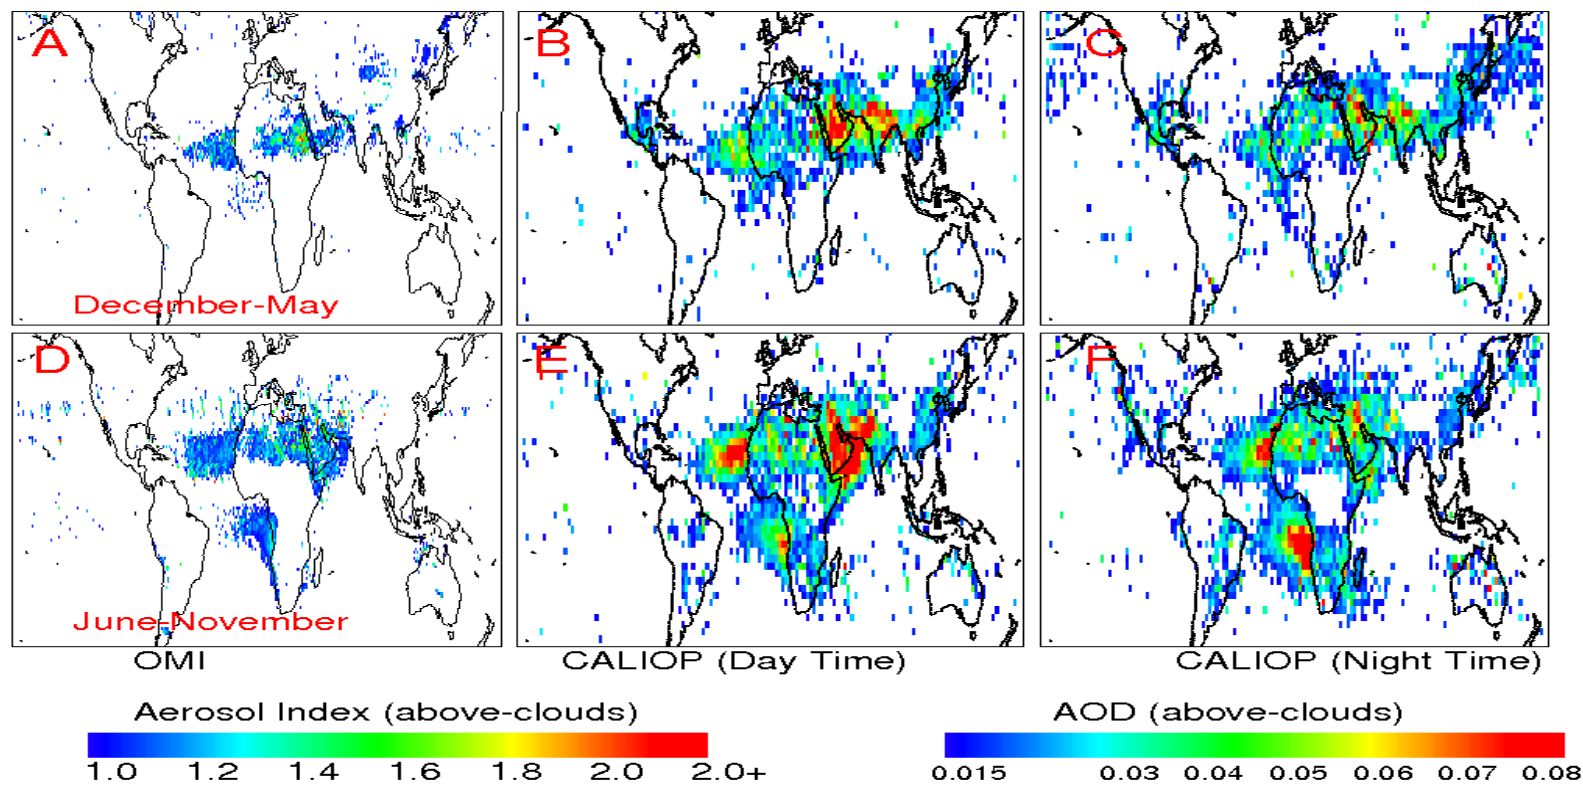 A
B
C
December-May
D
E
F
June-November
OMI
CALIOP (Day Time)
CALIOP (Night Time)
Aerosol Index (above-clouds)
AOD (above-clouds)
1.0 1.2 1.4 1.6 1.8 2.0 2.0+
0.015 0.03 0.04 0.05 0.06 0.07 0.08